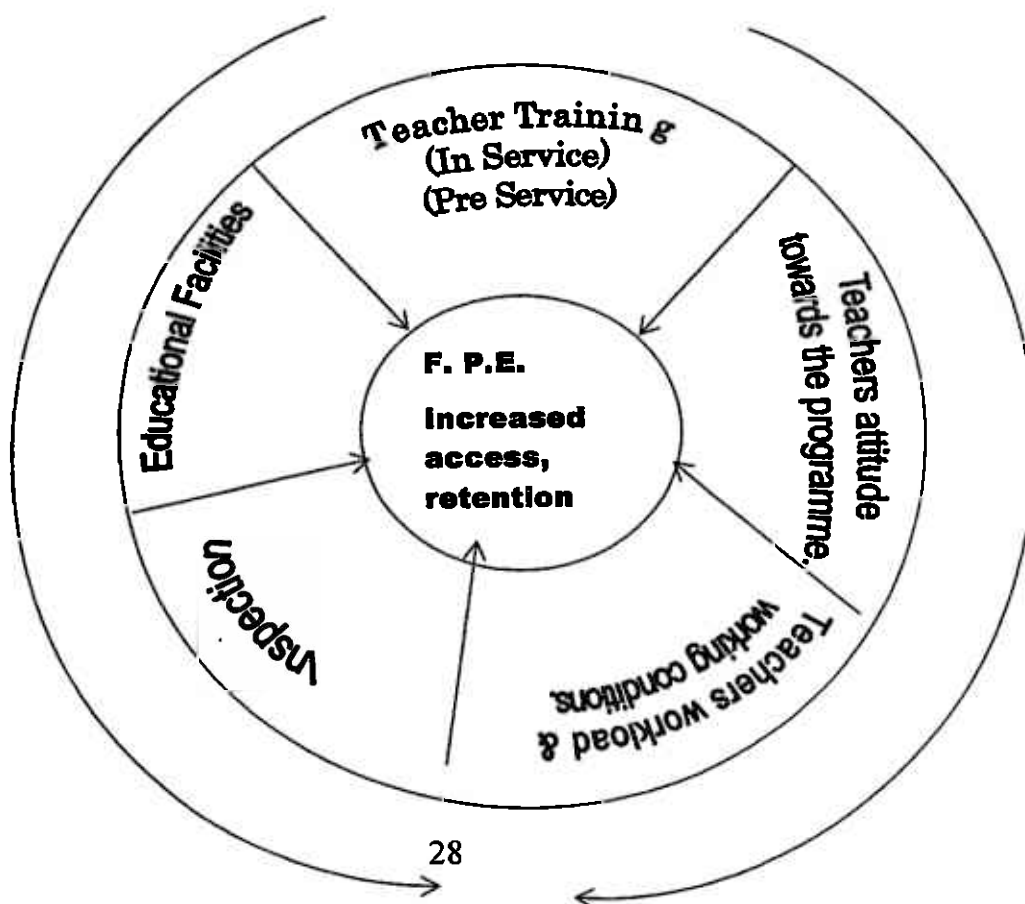 Teacher Training
(In Service)
(Pre Service)
Teachers attitude
towards the programme.
Teachers workload &
working conditions.
Inspection
Educational Facilities
F. P.E.
increased
access,
retention
28